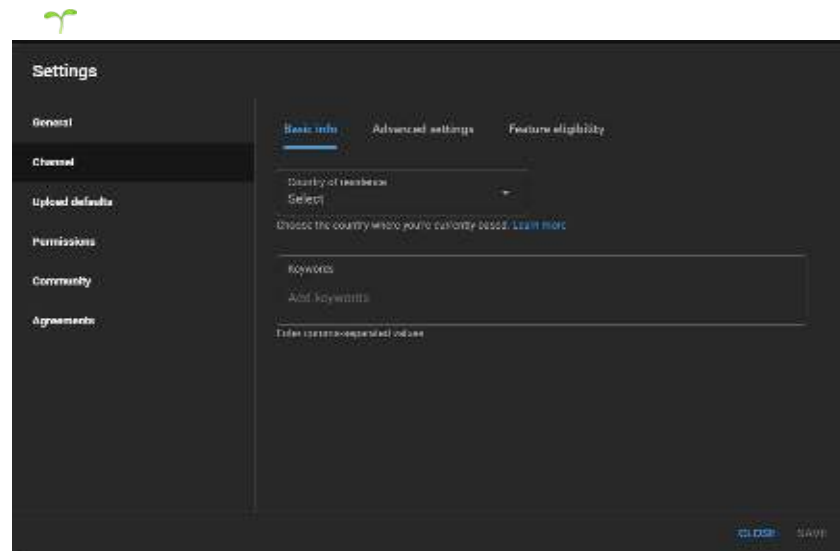 Settings
General
Basic info Advanced settings Feature eligibility
Channel
Country of residence
Select
Upload defaults
Choose the country where you're currently based. Learn more
Permissions
Keywords
Community
Add keywords
Agreements
Enter comma-separated values
CLOSE SAVE